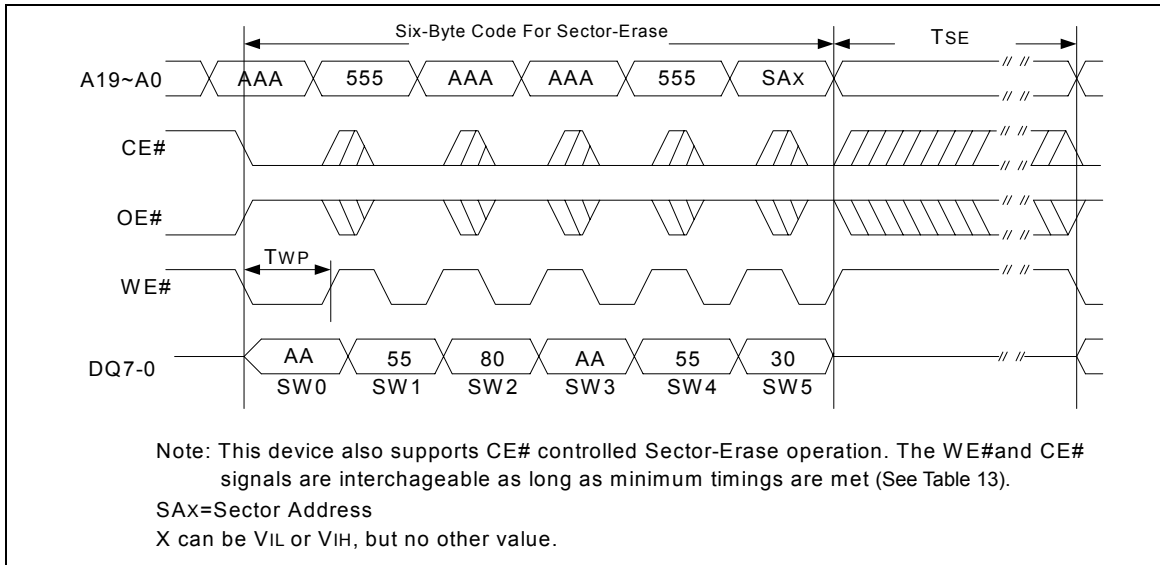 Six-Byte Code For Sector-Erase TSE
A19~A0 AAA 555 AAA AAA 555 SAX
CE#
OE#
TWP
WE#
DQ7-0 AA 55 80 AA 55 30
SW0 SW1 SW2 SW3 SW4 SW5
Note: This device also supports CE# controlled Sector-Erase operation. The WE#and CE#
signals are interchageable as long as minimum timings are met (See Table 13).
SAX=Sector Address
X can be VIL or VIH, but no other value.